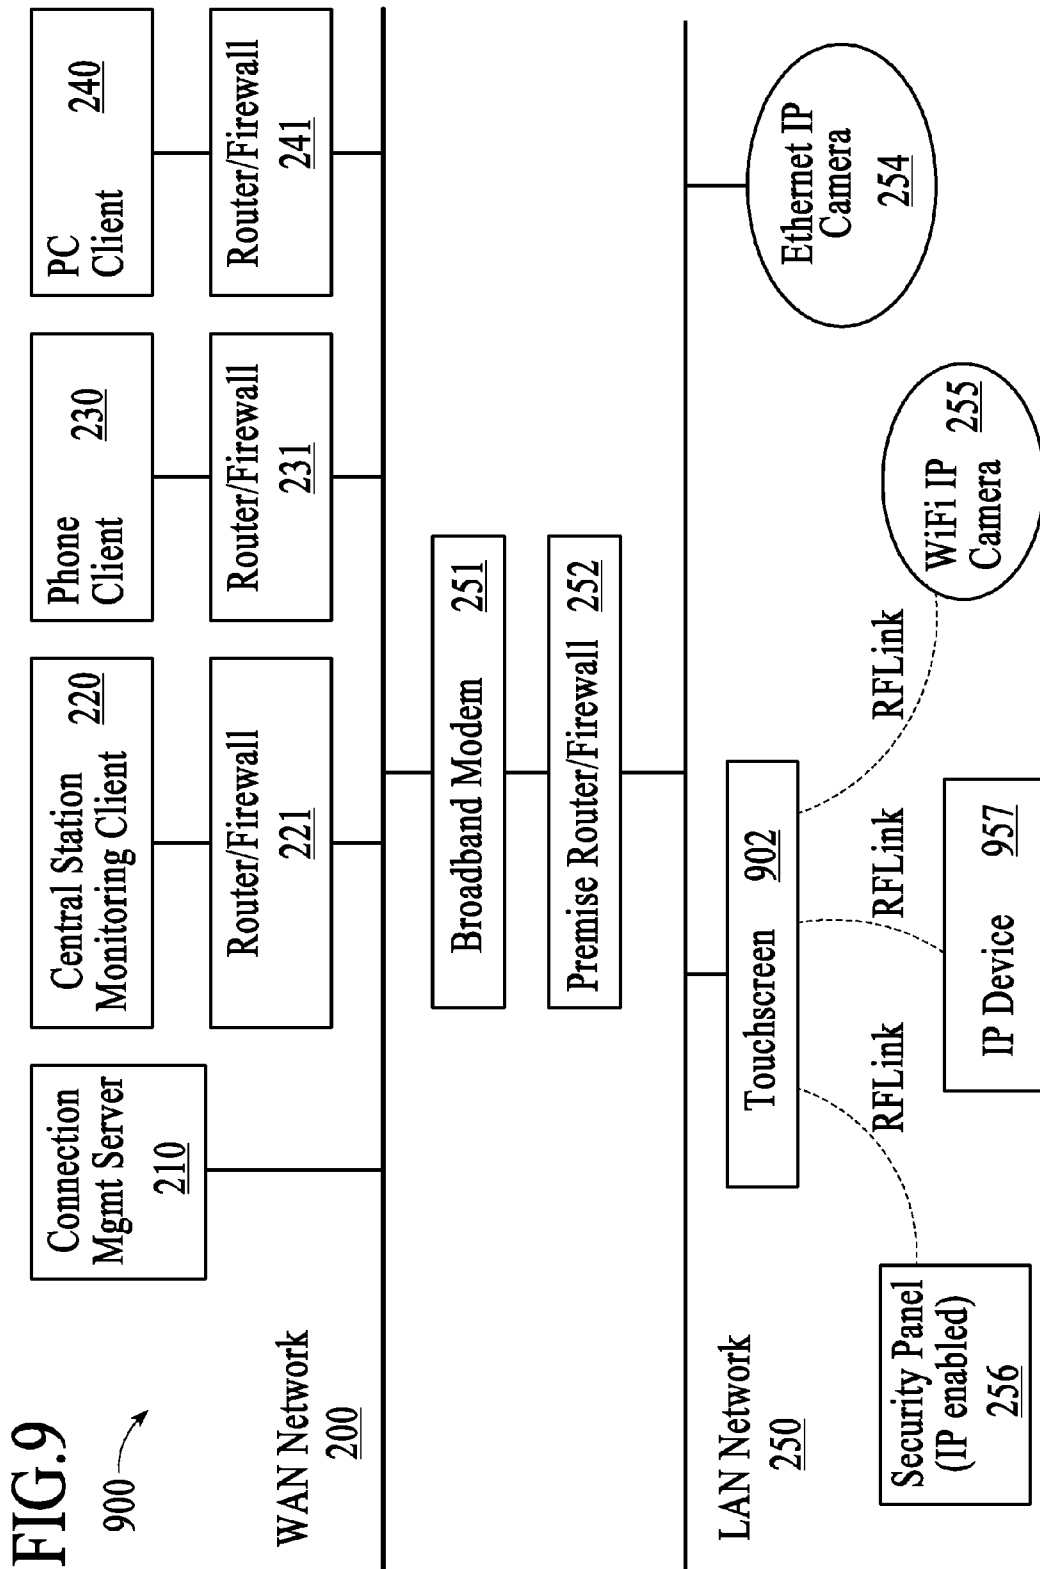 FIG.9
900
Connection
Mgmt Server
210
Central Station
Monitoring Client
220
Phone
Client
230
PC
Client
240
Router/Firewall
221
Router/Firewall
231
Router/Firewall
241
WAN Network
200
Broadband Modem 251
Premise Router/Firewall 252
LAN Network
250
Touchscreen 902
Ethernet IP
Camera
254
RFLink
RFLink
RFLink
Security Panel
(IP enabled)
256
IP Device 957
WiFi IP
Camera
255